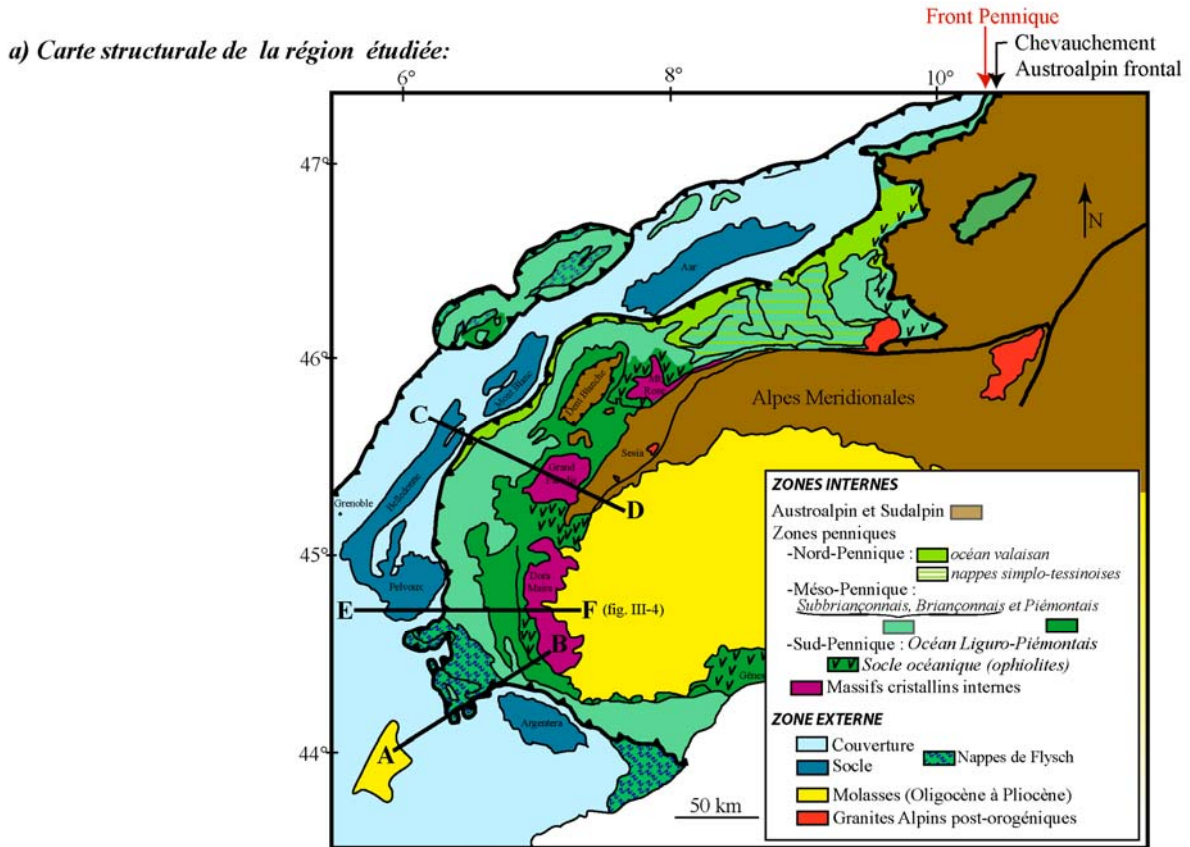 Front Pennique
a) Carte structurale de la région étudiée:
Chevauchement
Austroalpin frontal
6°
8°
10°
47°
N
Aar
46°
Mont Blanc
Dent Blanche
Mt Rose
Alpes Meridionales
C
Sesia
Grand
Paradis
Grenoble
Belledonne
D
45°
Pelvoux
Dora
Maira
E
F
(fig. III-4)
B
Argentera
44°
A
50 km
ZONES INTERNES
Austroalpin et Sudalpin
Zones penniques
-Nord-Pennique : océan valaisan
nappes simplo-tessinoises
-Méso-Pennique :
Subbriançonnais, Briançonnais et Piémontais
-Sud-Pennique : Océan Liguro-Piémontais
Socle océanique (ophiolites)
Massifs cristallins internes
ZONE EXTERNE
Couverture
Nappes de Flysch
Socle
Molasses (Oligocène à Pliocène)
Granites Alpins post-orogéniques